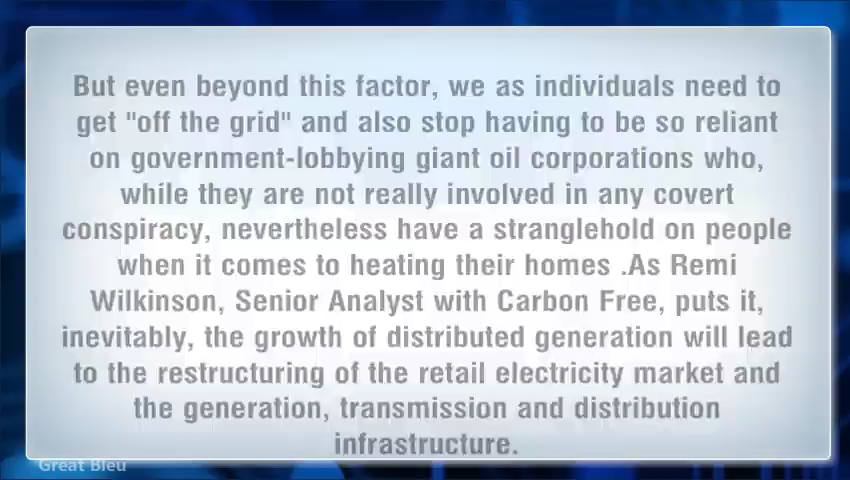 But even beyond this factor, we as individuals need to
get "off the grid" and also stop having to be so reliant
on government-lobbying giant oil corporations who,
while they are not really involved in any covert
conspiracy, nevertheless have a stranglehold on people
when it comes to heating their homes .As Remi
Wilkinson, Senior Analyst with Carbon Free, puts it,
inevitably, the growth of distributed generation will lead
to the restructuring of the retail electricity market and
the generation, transmission and distribution
infrastructure.
Great Bleu